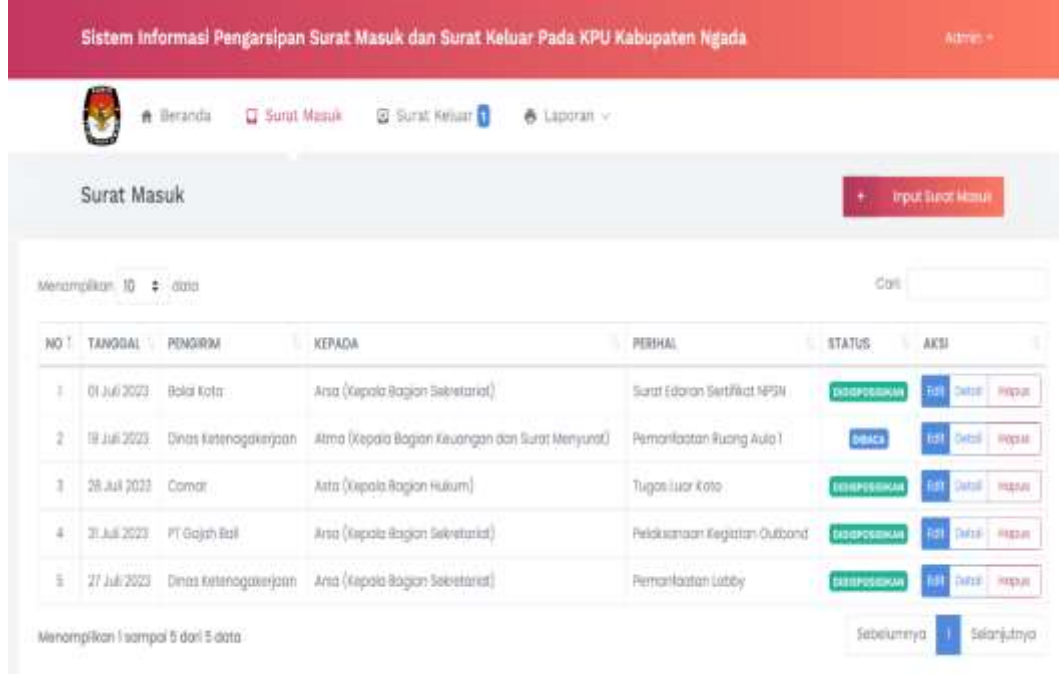 Sistem Informasi Pengarsipan Surat Masuk dan Surat Keluar Pada KPU Kabupaten Ngada Admin
Beranda Surat Masuk Surat Keluar 1 Laporan
Surat Masuk + Input Surat Masuk
Menampilkan 10 data Cari:
NO TANGGAL PENGIRIM KEPADA PERIHAL STATUS AKSI
1 01 Juli 2023 Balai Kota Arsa (Kepala Bagian Sekretariat) Surat Edaran Sertifikat NPSN DIDISPOSISIKAN Edit Detail Hapus
2 19 Juli 2023 Dinas Ketenagakerjaan Atma (Kepala Bagian Keuangan dan Surat Menyurat) Pemanfaatan Ruang Aula 1 DIBACA Edit Detail Hapus
3 28 Juli 2023 Camat Asta (Kepala Bagian Hukum) Tugas Luar Kota DIDISPOSISIKAN Edit Detail Hapus
4 31 Juli 2023 PT Gajah Bali Arsa (Kepala Bagian Sekretariat) Pelaksanaan Kegiatan Outbond DIDISPOSISIKAN Edit Detail Hapus
5 27 Juli 2023 Dinas Ketenagakerjaan Arsa (Kepala Bagian Sekretariat) Pemanfaatan Lobby DIDISPOSISIKAN Edit Detail Hapus
Menampilkan 1 sampai 5 dari 5 data Sebelumnya 1 Selanjutnya